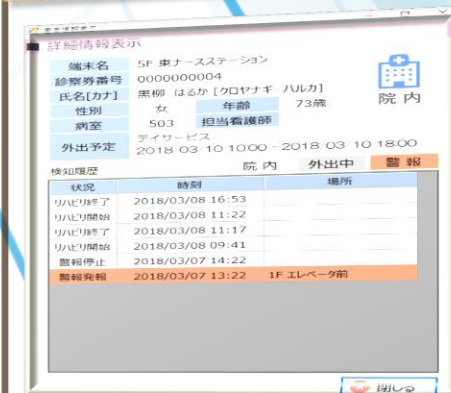 詳細情報表示
端末名 5F 東ナースステーション
診察券番号 0000000004
氏名[カナ] 黒柳 はるか [クロヤナギ ハルカ]
性別 女 年齢 73歳
病室 503 担当看護師
院内
外出予定 デイサービス
2018/03/10 10:00 - 2018/03/10 18:00
検知履歴 院内 外出中 警報
状況 時刻 場所
リハビリ終了 2018/03/08 16:53
リハビリ開始 2018/03/08 11:22
リハビリ終了 2018/03/08 11:17
リハビリ開始 2018/03/08 09:41
警報停止 2018/03/07 14:22
警報発報 2018/03/07 13:22 1F エレベータ前
閉じる